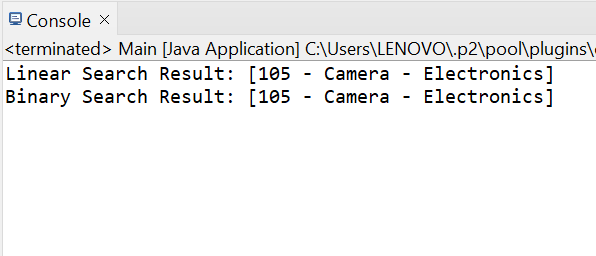 Console
<terminated> Main [Java Application] C:\Users\LENOVO\.p2\pool\plugins\
Linear Search Result: [105 - Camera - Electronics]
Binary Search Result: [105 - Camera - Electronics]